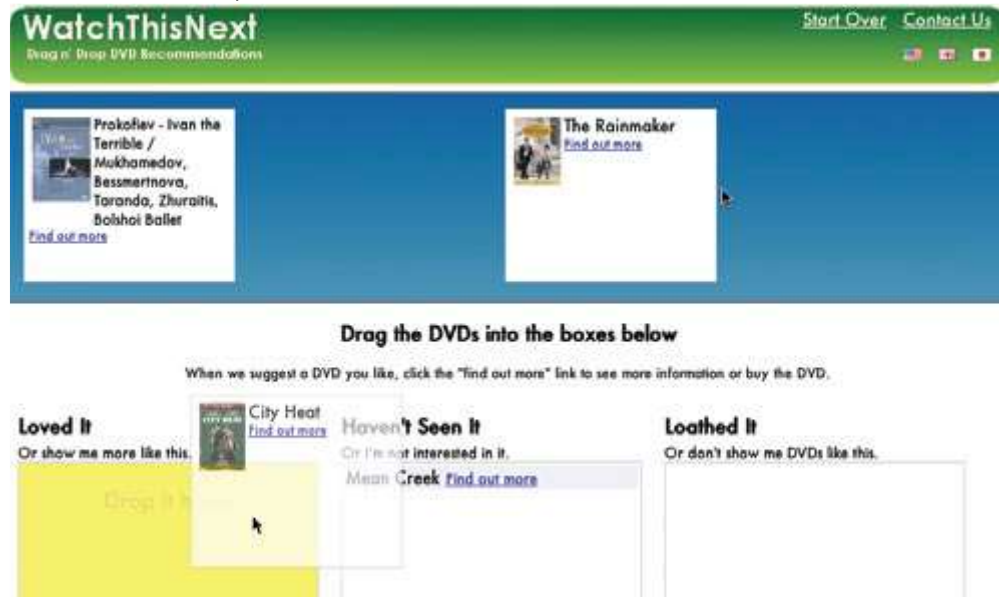 WatchThisNext
Drag n' Drop DVD Recommendations
Start Over Contact Us
Prokofiev - Ivan the
Terrible /
Mukhamedov,
Bessmertnova,
Taranda, Zhuraitis,
Bolshoi Ballet
Find out more
The Rainmaker
Find out more
Drag the DVDs into the boxes below
When we suggest a DVD you like, click the "find out more" link to see more information or buy the DVD.
City Heat
Find out more
Loved It
Or show me more like this.
Drop it
Haven't Seen It
Or I'm not interested in it.
Mean Creek Find out more
Loathed It
Or don't show me DVDs like this.